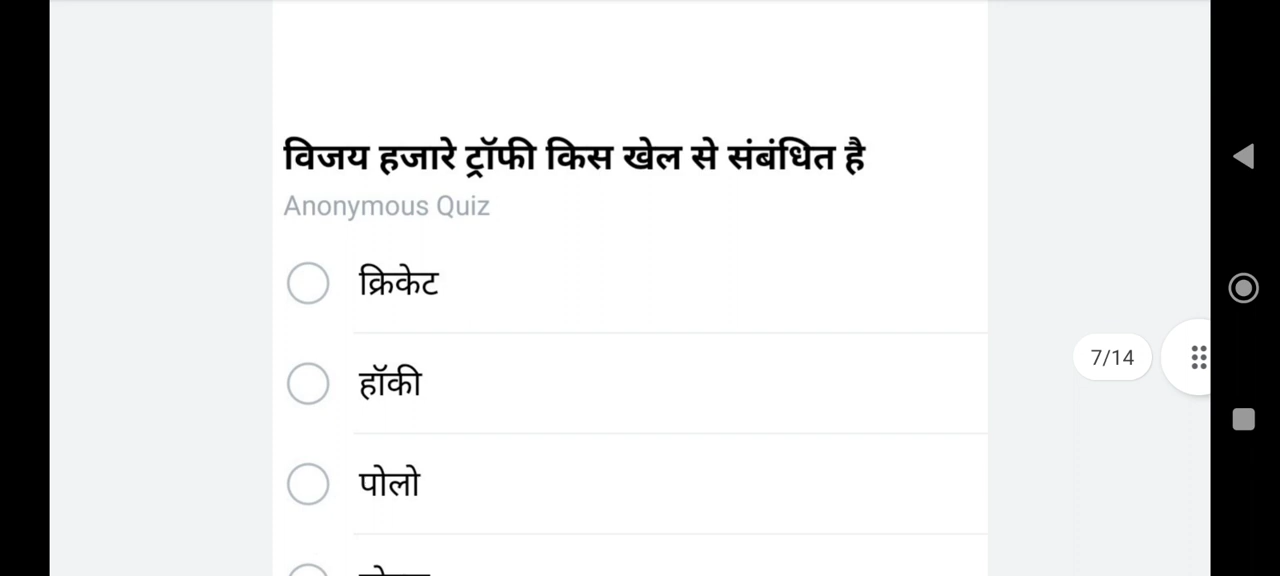 विजय हजारे ट्रॉफी किस खेल से संबंधित है
Anonymous Quiz
क्रिकेट
हॉकी
7/14
पोलो